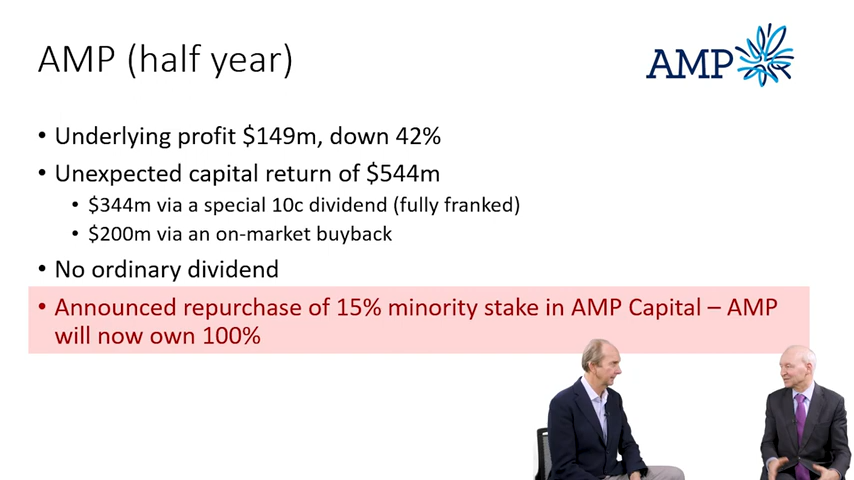 AMP (half year)
AMP
• Underlying profit $149m, down 42%
• Unexpected capital return of $544m
• $344m via a special 10c dividend (fully franked)
• $200m via an on-market buyback
• No ordinary dividend
• Announced repurchase of 15% minority stake in AMP Capital – AMP
will now own 100%